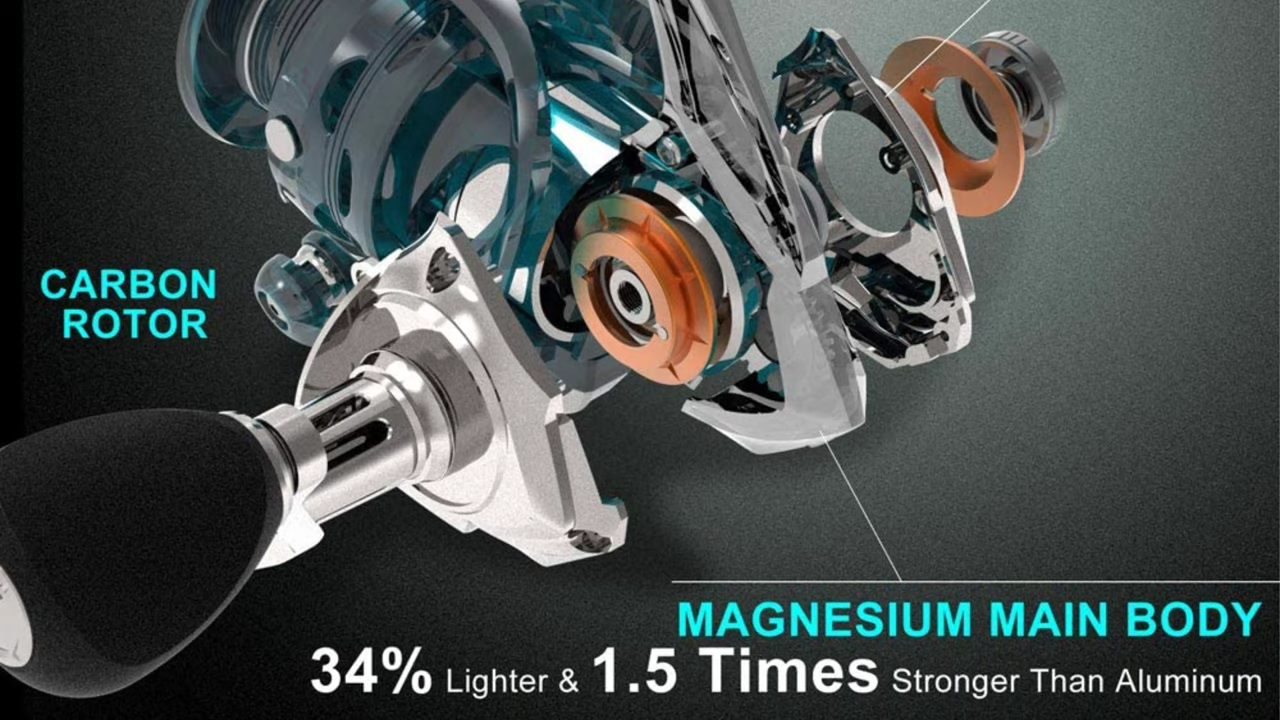 CARBON
ROTOR
MAGNESIUM MAIN BODY
34% Lighter & 1.5 Times Stronger Than Aluminum